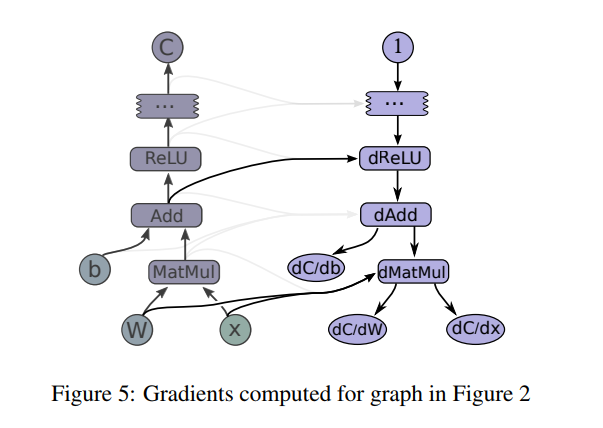 C
1
...
...
ReLU
dReLU
Add
dAdd
b
MatMul
dC/db
dMatMul
W
x
dC/dW
dC/dx
Figure 5: Gradients computed for graph in Figure 2